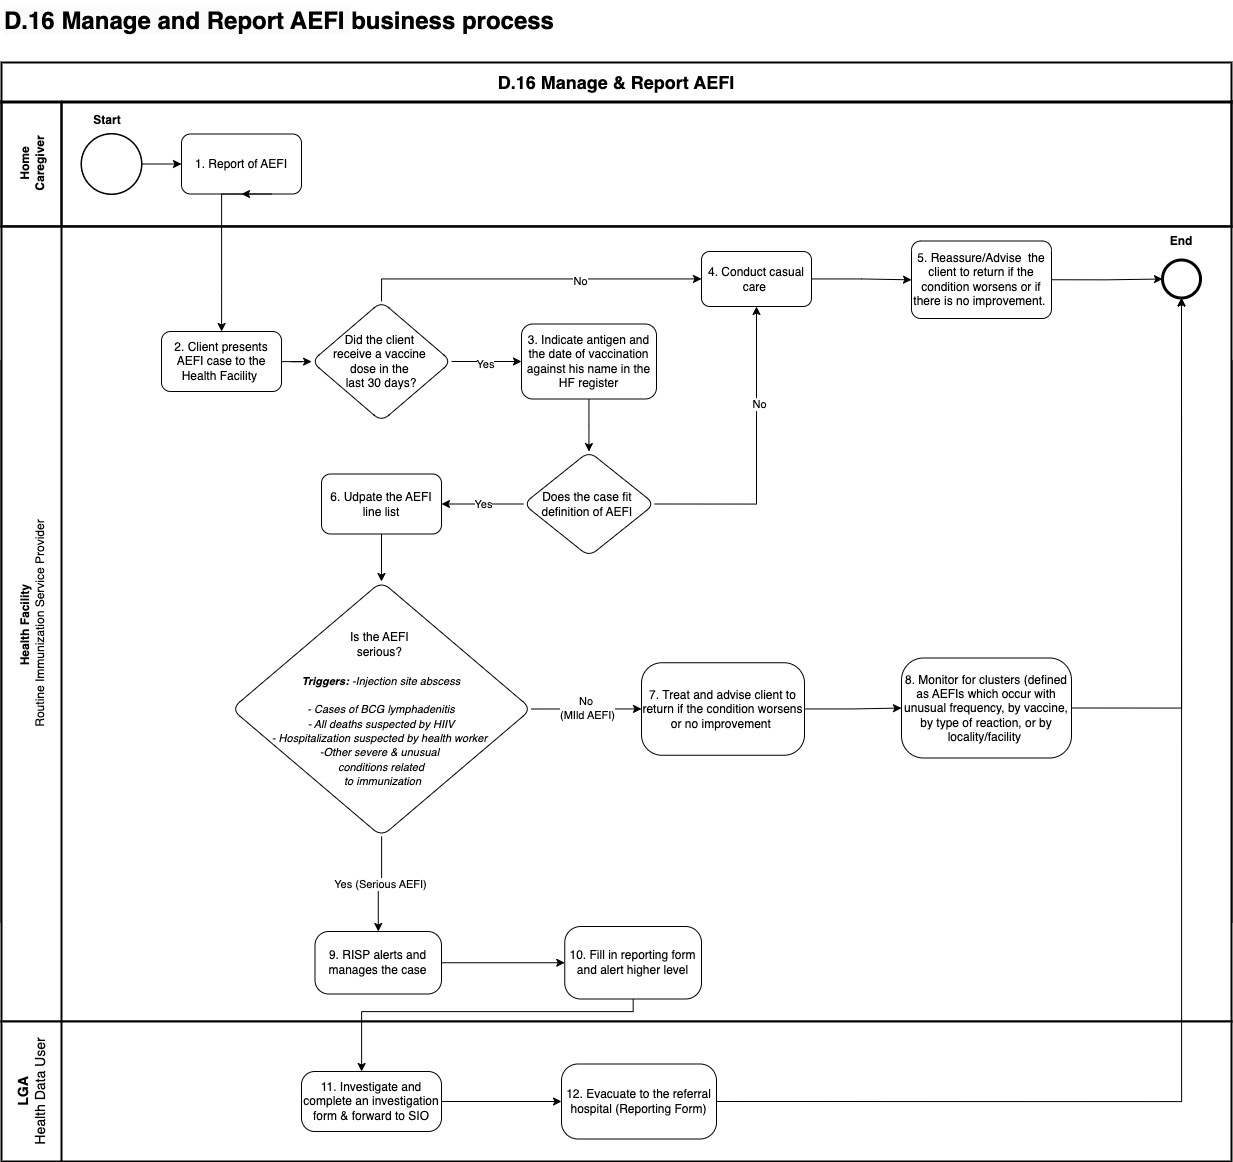 D.16 Manage and Report AEFI business process
D.16 Manage & Report AEFI
Home
Caregiver
Start
1. Report of AEFI
Health Facility
Routine Immunization Service Provider
2. Client presents
AEFI case to the
Health Facility
Did the client
receive a vaccine
dose in the
last 30 days?
No
Yes
3. Indicate antigen and
the date of vaccination
against his name in the
HF register
4. Conduct casual
care
5. Reassure/Advise the
client to return if the
condition worsens or if
there is no improvement.
End
Does the case fit
definition of AEFI
No
Yes
6. Udpate the AEFI
line list
Is the AEFI
serious?
Triggers: -Injection site abscess
- Cases of BCG lymphadenitis
- All deaths suspected by HIIV
- Hospitalization suspected by health worker
-Other severe & unusual
conditions related
to immunization
No
(MIld AEFI)
7. Treat and advise client to
return if the condition worsens
or no improvement
8. Monitor for clusters (defined
as AEFIs which occur with
unusual frequency, by vaccine,
by type of reaction, or by
locality/facility
Yes (Serious AEFI)
9. RISP alerts and
manages the case
10. Fill in reporting form
and alert higher level
LGA
Health Data User
11. Investigate and
complete an investigation
form & forward to SIO
12. Evacuate to the referral
hospital (Reporting Form)